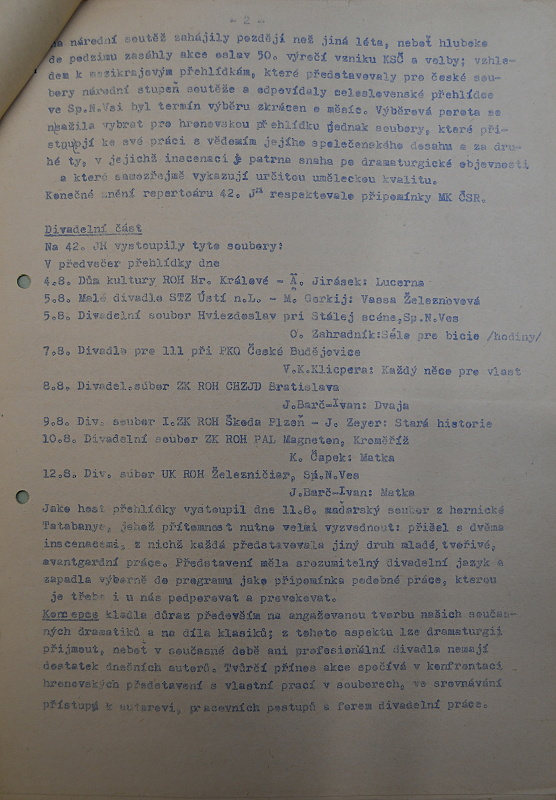 - 2 -
na národní soutěž zahájily později než jiná léta, neboť hluboko
do podzimu zasáhly akce oslav 50. výročí vzniku KSČ a volby; vzhle-
dem k mezikrajovým přehlídkám, které představovaly pro české sou-
bory národní stupeň soutěže a odpovídaly celoslovenské přehlídce
ve Sp.N.Vsi byl termín výběru zkrácen o měsíc. Výběrová porota se
snažila vybrat pro hronovskou přehlídku jednak soubory, které při-
stoupily ke své práci s vědomím jejího společenského dosahu a za dru-
hé ty, v jejichž inscenaci je patrna snaha po dramaturgické objevnosti
a které samozřejmě vykazují určitou uměleckou kvalitu.
Konečné znění repertoáru 42. JH respektovalo připomínky MK ČSR.
Divadelní část
Na 42. JH vystoupily tyto soubory:
V předvečer přehlídky dne
4.8. Dům kultury ROH Hr. Králové - A. Jirásek: Lucerna
5.8. Malé divadlo STZ Ústí n.L. - M. Gorkij: Vassa Železnovová
5.8. Divadelní soubor Hviezdoslav pri Stálej scéne,Sp.N.Ves
O. Zahradník:Sólo pre bicie /hodiny/
7.8. Divadlo pro 111 při PKO České Budějovice
V.K.Klicpera: Každý něco pro vlast
8.8. Divadel.súbor ZK ROH CHZJD Bratislava
J.Barč-Ivan: Dvaja
9.8. Div. soubor I.ZK ROH Škoda Plzeň - J. Zeyer: Stará historie
10.8. Divadelní soubor ZK ROH PAL Magneton, Kroměříž
K. Čapek: Matka
12.8. Div. súbor UK ROH Železničiar, Sp.N.Ves
J.Barč-Ivan: Matka
Jako host přehlídky vystoupil dne 11.8. maďarský soubor z hornické
Tatabanye, jehož přítomnost nutno velmi vyzvednout: přišel s dvěma
inscenacemi, z nichž každá představovala jiný druh mladé,tvořivé,
avantgardní práce. Představení měla srozumitelný divadelní jazyk a
zapadla výborně do programu jako připomínka podobné práce, kterou
je třeba i u nás podporovat a provokovat.
Koncepce kladla důraz především na angažovanou tvorbu našich součas-
ných dramatiků a na díla klasiků; z tohoto aspektu lze dramaturgii
přijmout, neboť v současné době ani profesionální divadla nemají
dostatek dnešních autorů. Tvůrčí přínos akce spočívá v konfrontaci
hronovských představení s vlastní prací v souborech, ve srovnávání
přístupů k autorovi, pracovních postupů a forem divadelní práce.